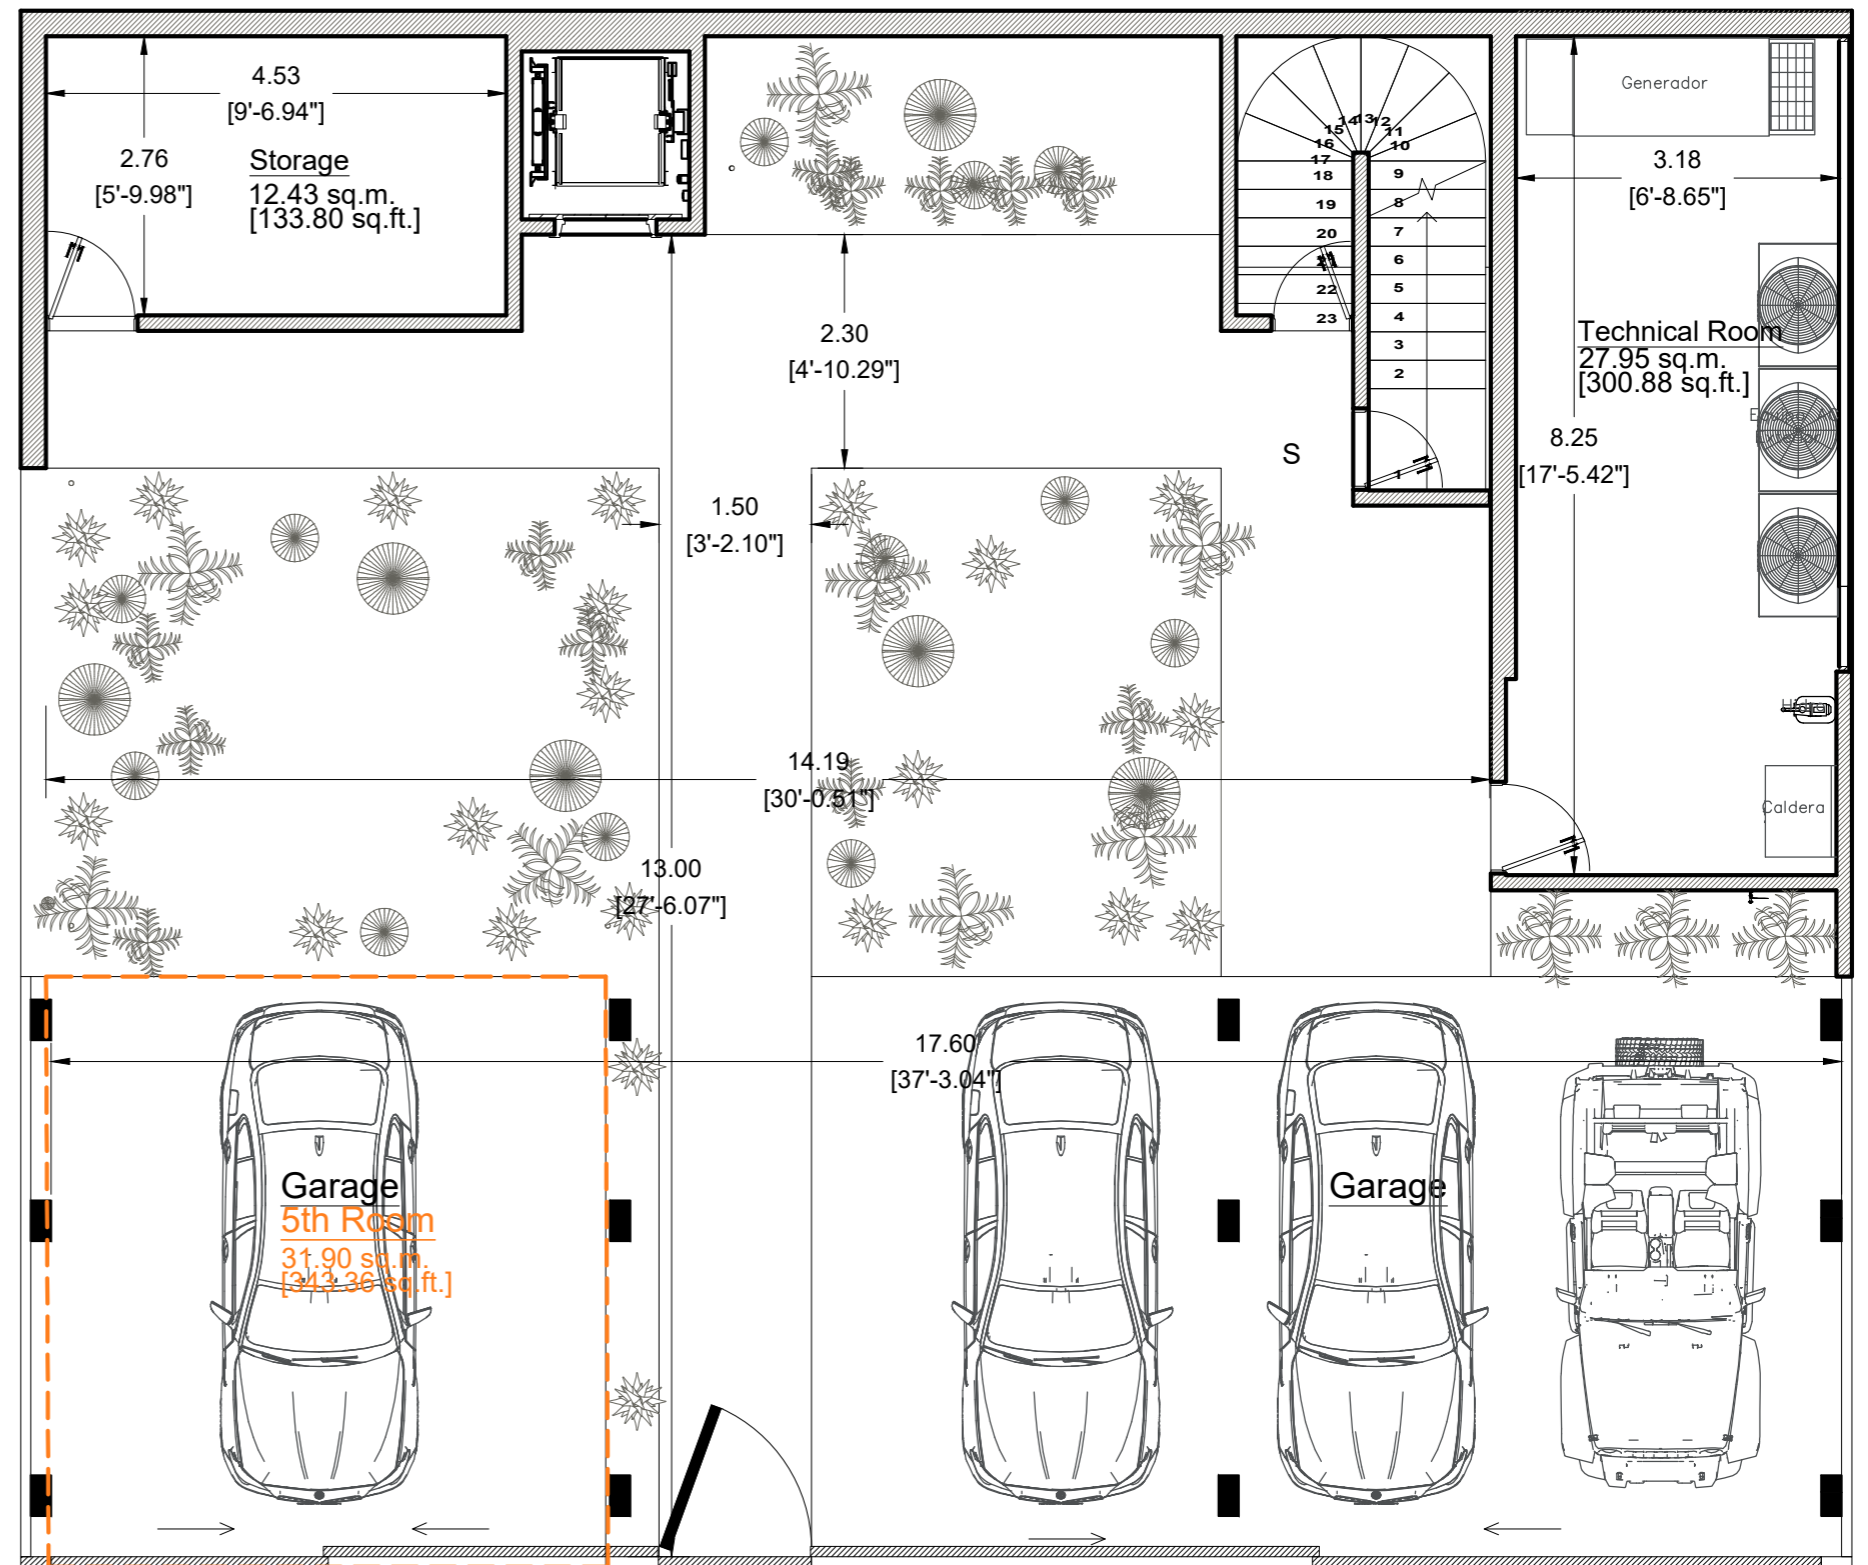 4.53
[9'-6.94"]
2.76
[5'-9.98"]
Storage
12.43 sq.m.
[133.80 sq.ft.]
Generador
3.18
[6'-8.65"]
14
13
12
15
11
16
10
17
9
18
8
19
7
20
6
5
22
4
23
3
2
1
2.30
[4'-10.29"]
Technical Room
27.95 sq.m.
[300.88 sq.ft.]
8.25
[17'-5.42"]
S
1.50
[3'-2.10"]
14.19
[30'-0.51"]
Caldera
13.00
[27'-6.07"]
17.60
[37'-3.04"]
Garage
5th Room
31.90 sq.m.
[343.36 sq.ft.]
Garage